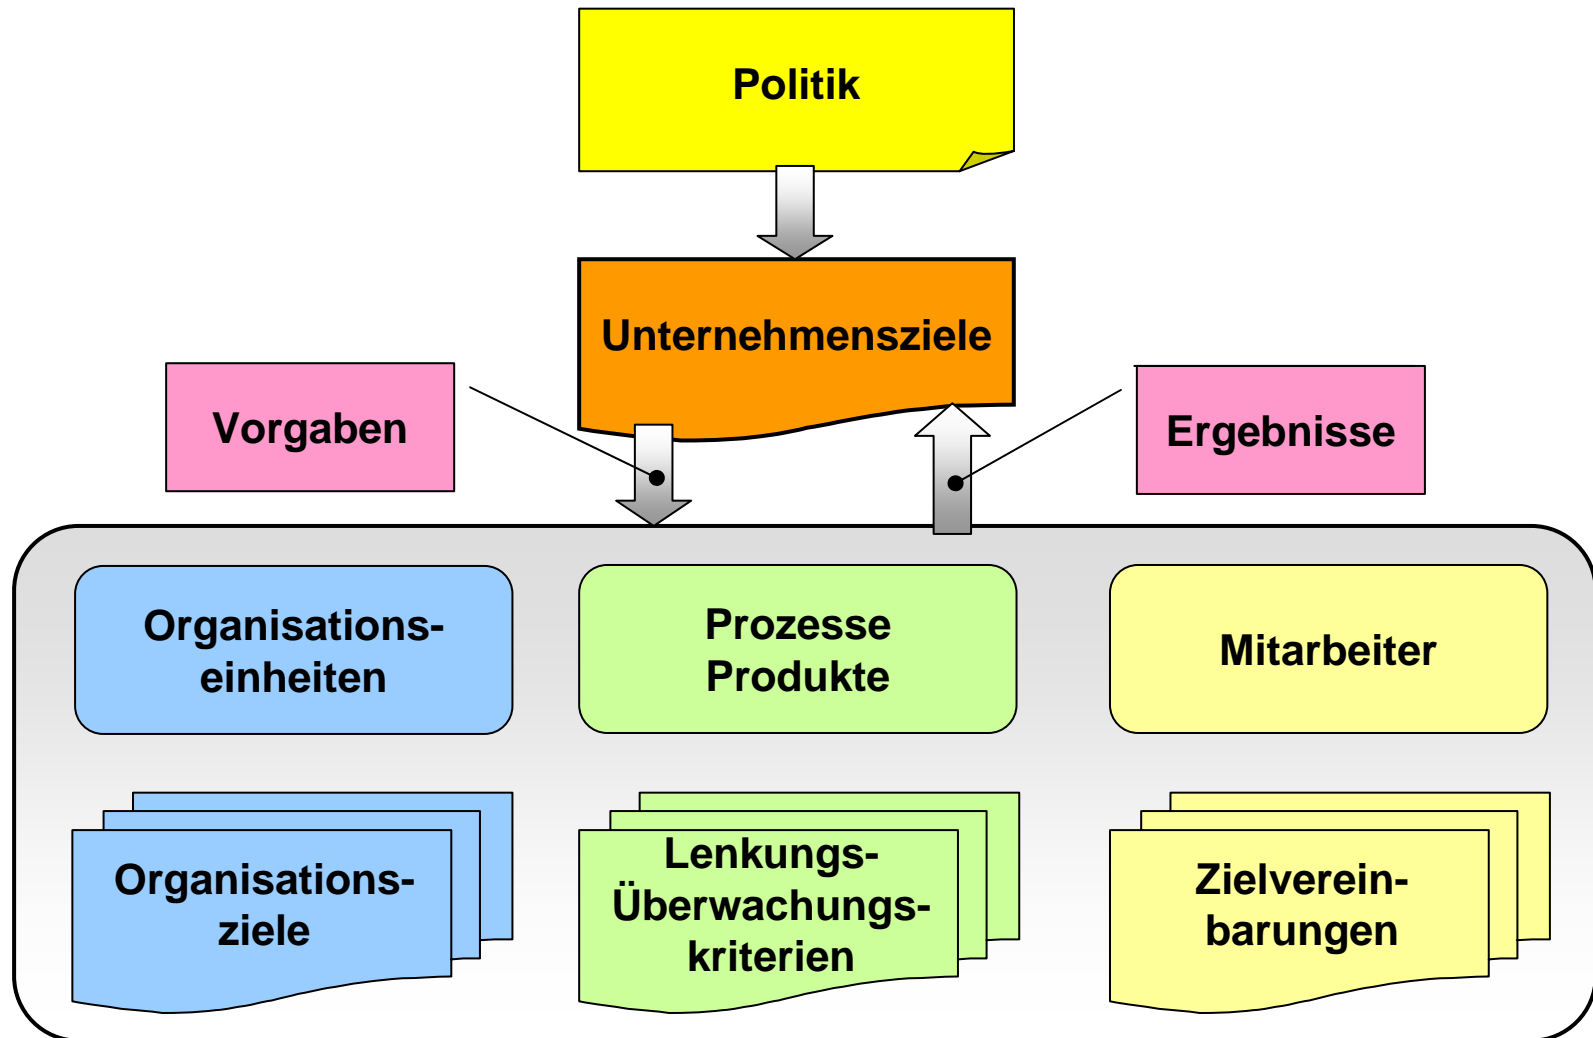 Politik
Unternehmensziele
Vorgaben
Ergebnisse
Organisations-
einheiten
Prozesse
Produkte
Mitarbeiter
Organisations-
ziele
Lenkungs-
Überwachungs-
kriterien
Zielverein-
barungen